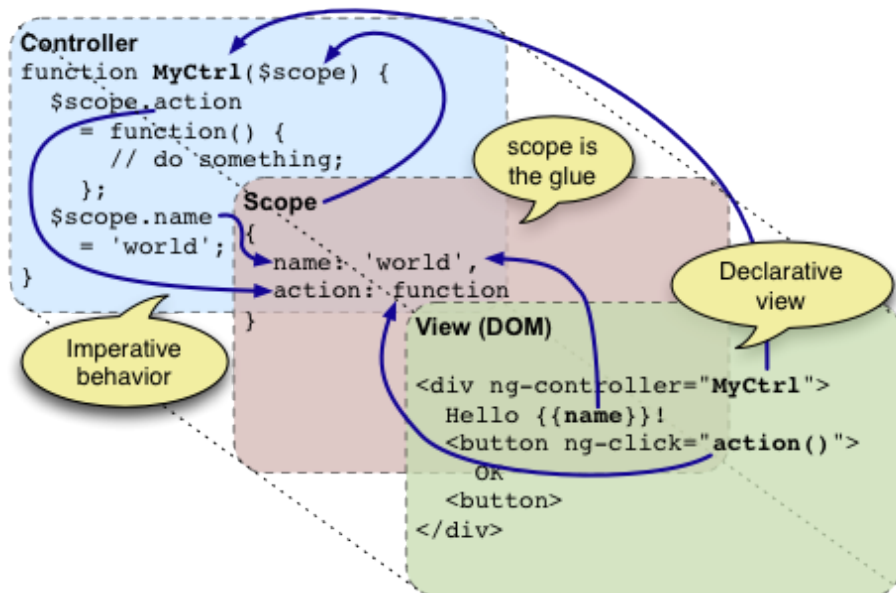 Controller
function MyCtrl($scope) {
$scope.action
= function() {
// do something;
};
$scope.name
= 'world';
}
Imperative
behavior
scope is
the glue
Scope
{
name: 'world',
action: function
}
Declarative
view
View (DOM)
<div ng-controller="MyCtrl">
Hello {{name}}!
<button ng-click="action()">
OK
<button>
</div>